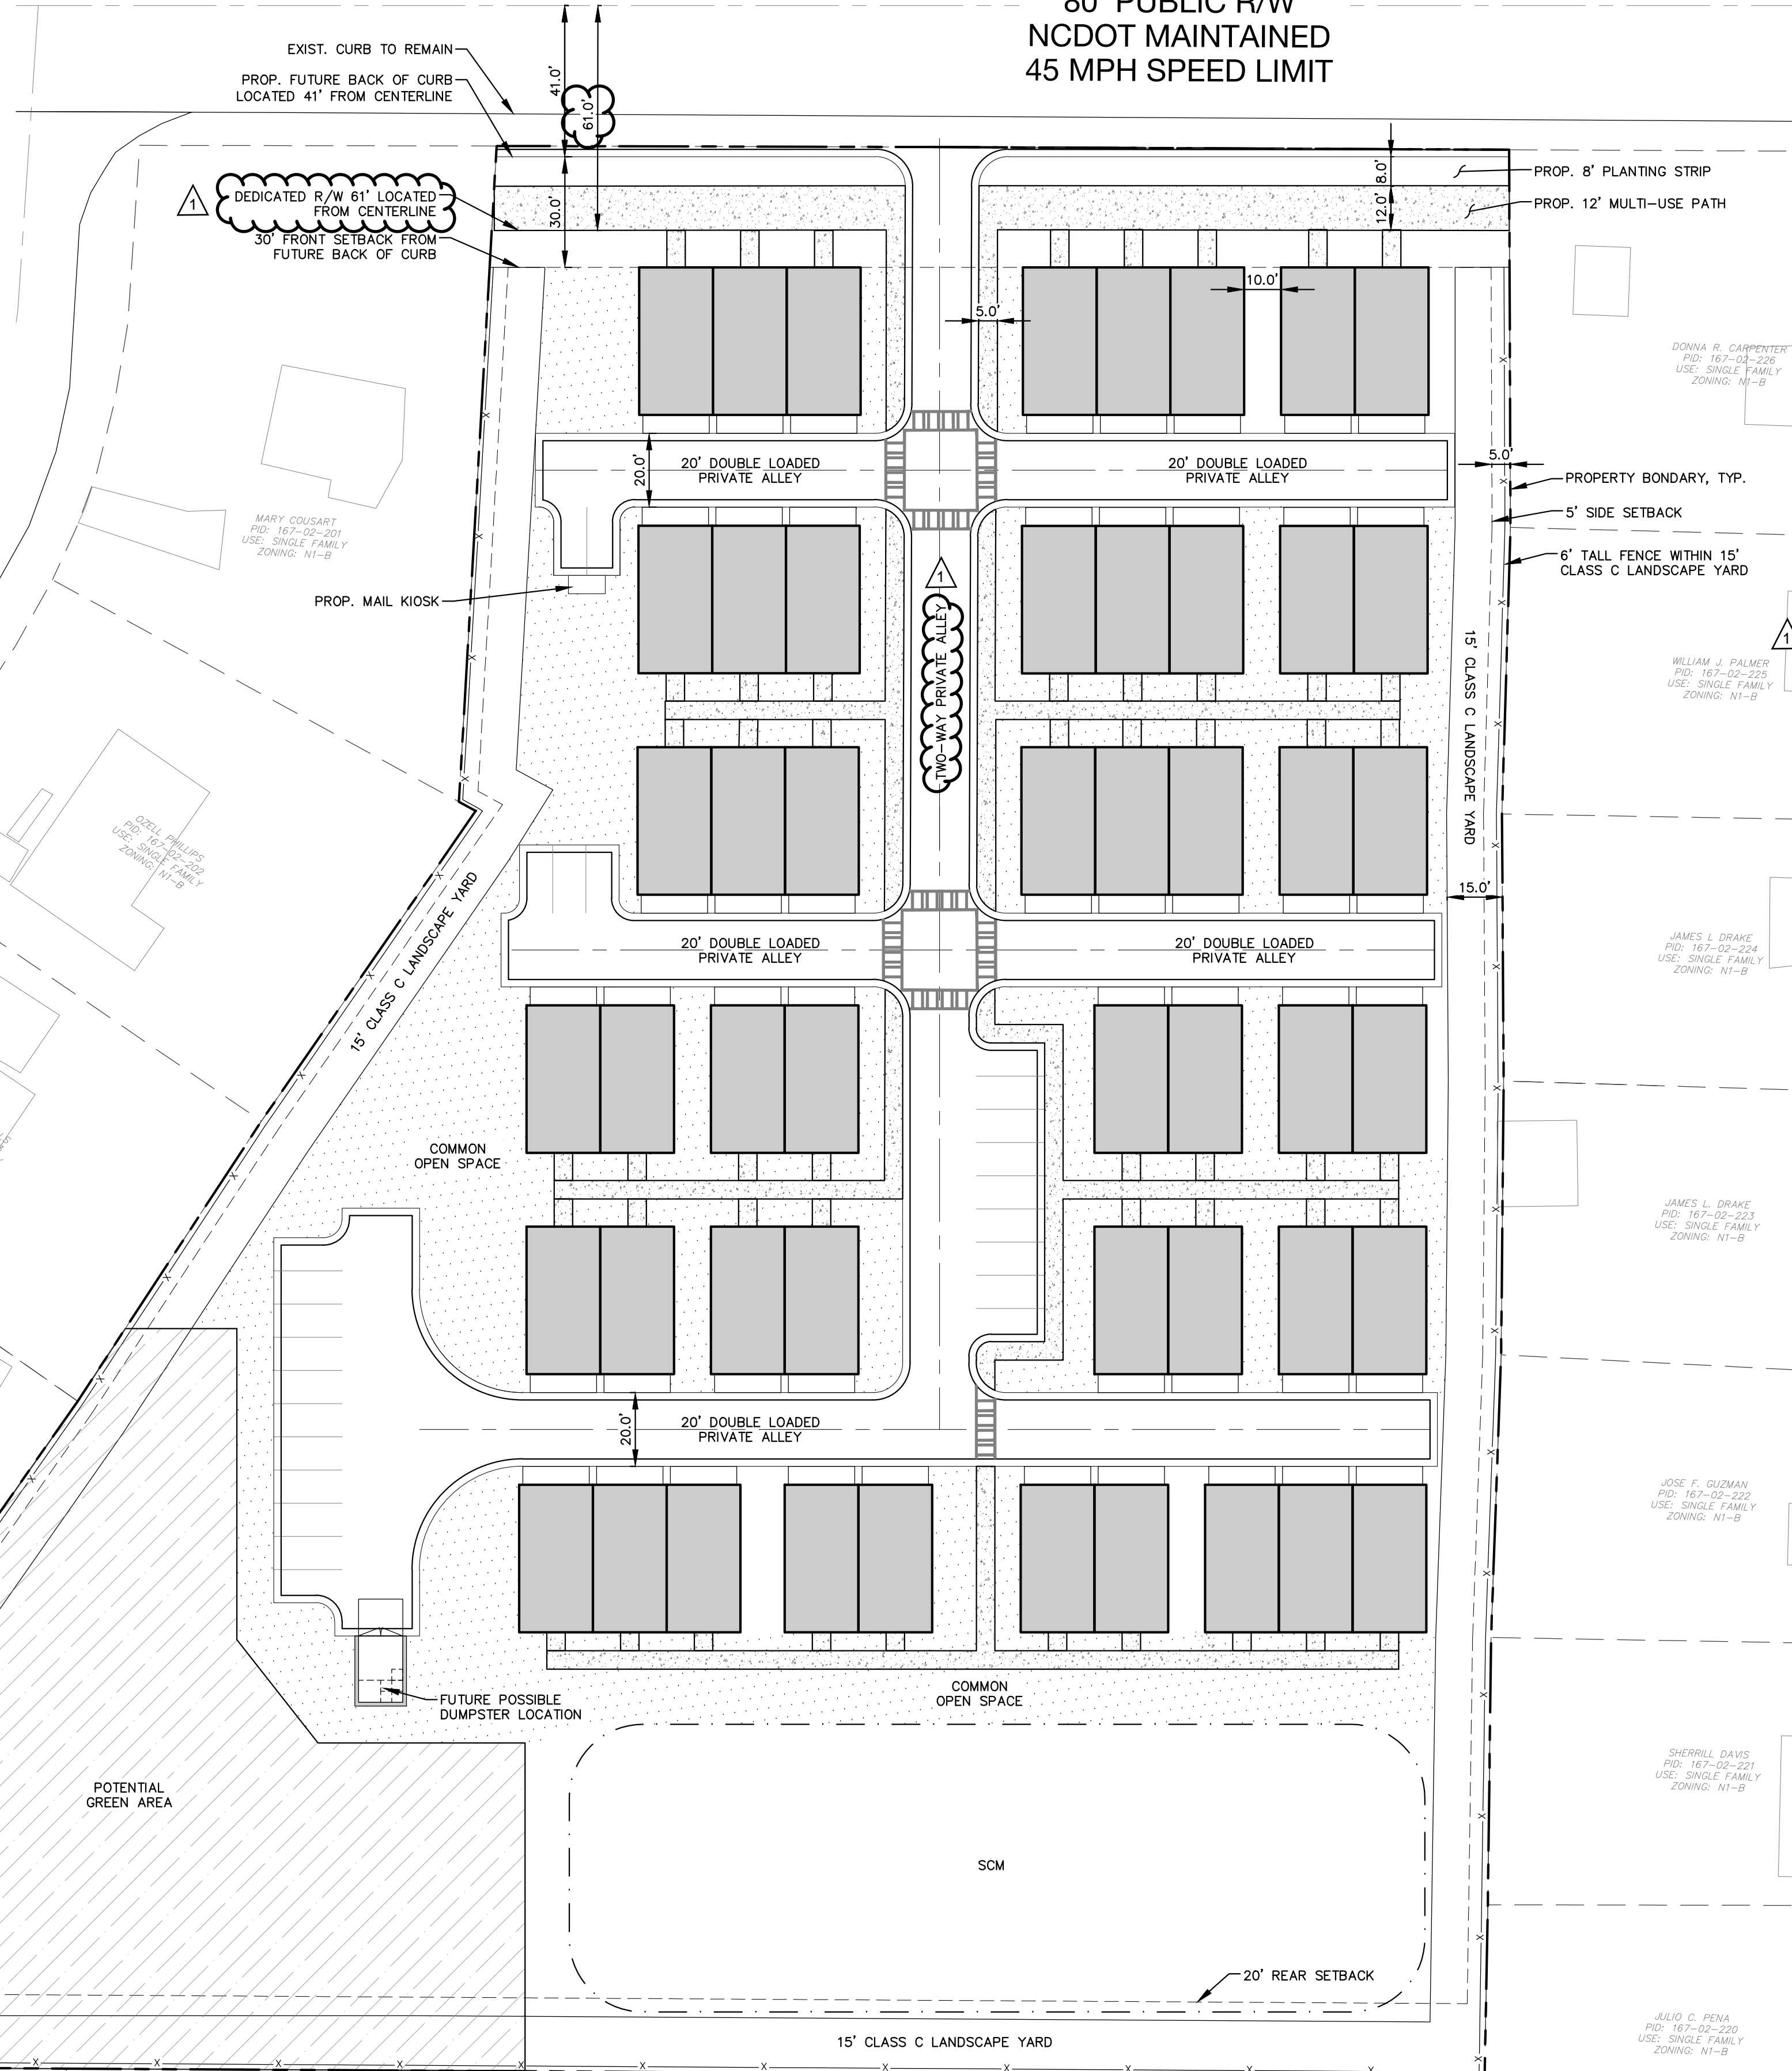 80' PUBLIC R/W
NCDOT MAINTAINED
45 MPH SPEED LIMIT
EXIST. CURB TO REMAIN
PROP. FUTURE BACK OF CURB
LOCATED 41' FROM CENTERLINE
41.0'
61.0'
1
DEDICATED R/W 61' LOCATED
FROM CENTERLINE
30' FRONT SETBACK FROM
FUTURE BACK OF CURB
30.0'
8.0'
12.0'
PROP. 8' PLANTING STRIP
PROP. 12' MULTI-USE PATH
10.0'
5.0'
DONNA R. CARPENTER
PID: 167-02-226
USE: SINGLE FAMILY
ZONING: N1-B
20.0'
20' DOUBLE LOADED
PRIVATE ALLEY
20' DOUBLE LOADED
PRIVATE ALLEY
5.0'
PROPERTY BONDARY, TYP.
5' SIDE SETBACK
6' TALL FENCE WITHIN 15'
CLASS C LANDSCAPE YARD
MARY COUSART
PID: 167-02-201
USE: SINGLE FAMILY
ZONING: N1-B
PROP. MAIL KIOSK
1
TWO-WAY PRIVATE ALLEY
15' CLASS C LANDSCAPE YARD
1
WILLIAM J. PALMER
PID: 167-02-225
USE: SINGLE FAMILY
ZONING: N1-B
OZELL PHILLIPS
PID: 167-02-202
USE: SINGLE FAMILY
ZONING: N1-B
15' CLASS C LANDSCAPE YARD
15.0'
20' DOUBLE LOADED
PRIVATE ALLEY
20' DOUBLE LOADED
PRIVATE ALLEY
JAMES L DRAKE
PID: 167-02-224
USE: SINGLE FAMILY
ZONING: N1-B
COMMON
OPEN SPACE
JAMES L. DRAKE
PID: 167-02-223
USE: SINGLE FAMILY
ZONING: N1-B
20.0'
20' DOUBLE LOADED
PRIVATE ALLEY
JOSE F. GUZMAN
PID: 167-02-222
USE: SINGLE FAMILY
ZONING: N1-B
FUTURE POSSIBLE
DUMPSTER LOCATION
COMMON
OPEN SPACE
SHERRILL DAVIS
PID: 167-02-221
USE: SINGLE FAMILY
ZONING: N1-B
POTENTIAL
GREEN AREA
SCM
20' REAR SETBACK
15' CLASS C LANDSCAPE YARD
JULIO C. PENA
PID: 167-02-220
USE: SINGLE FAMILY
ZONING: N1-B